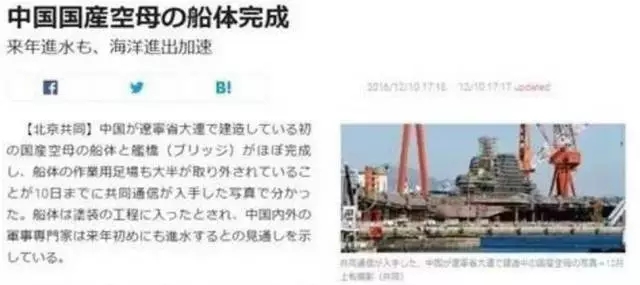 中国国産空母の船体完成
来年進水も、海洋進出加速
B!
2016/12/10 17:16 12/10 17:17 updated
【北京共同】中国が遼寧省大連で建造している初
の国産空母の船体と艦橋（ブリッジ）がほぼ完成
し、船体の作業用足場も大半が取り外されているこ
とが10日までに共同通信が入手した写真で分かっ
た。船体は塗装の工程に入ったとされ、中国内外の
軍事専門家は来年初めにも進水するとの見通しを示
している。
共同通信が入手した、中国が遼寧省大連で建造中の国産空母の写真＝12月
上旬撮影（共同）